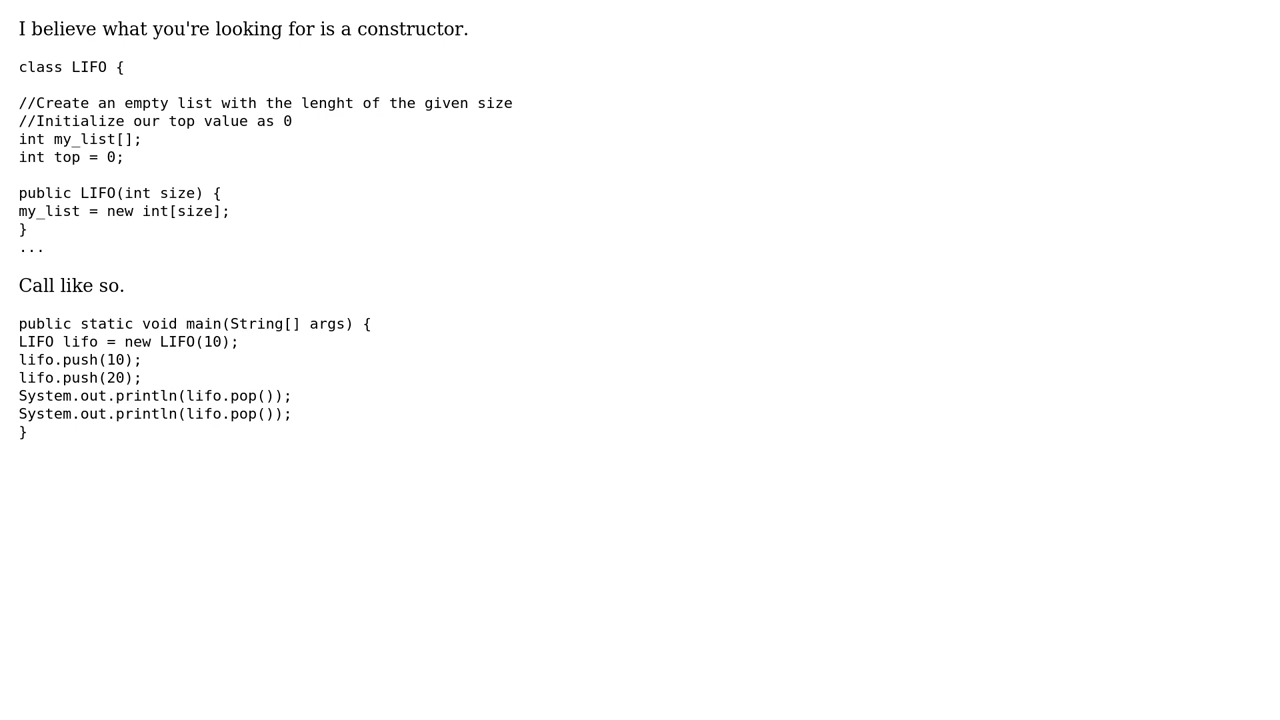 I believe what you're looking for is a constructor.
class LIFO {
//Create an empty list with the lenght of the given size
//Initialize our top value as 0
int my_list[];
int top = 0;
public LIFO(int size) {
my_list = new int[size];
}
...
Call like so.
public static void main(String[] args) {
LIFO lifo = new LIFO(10);
lifo.push(10);
lifo.push(20);
System.out.println(lifo.pop());
System.out.println(lifo.pop());
}